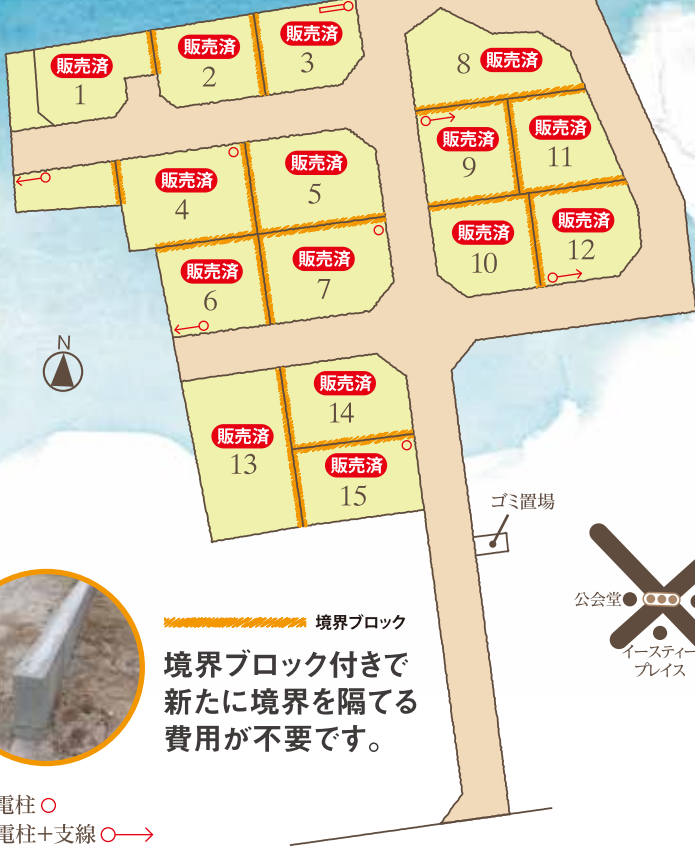 販売済
1
販売済
2
販売済
3
販売済
4
販売済
5
販売済
6
販売済
7
8 販売済
販売済
9
販売済
10
販売済
11
販売済
12
販売済
13
販売済
14
販売済
15
N
ゴミ置場
公会堂
イースティー
プレイス
境界ブロック
境界ブロック付きで
新たに境界を隔てる
費用が不要です。
電柱
電柱+支線